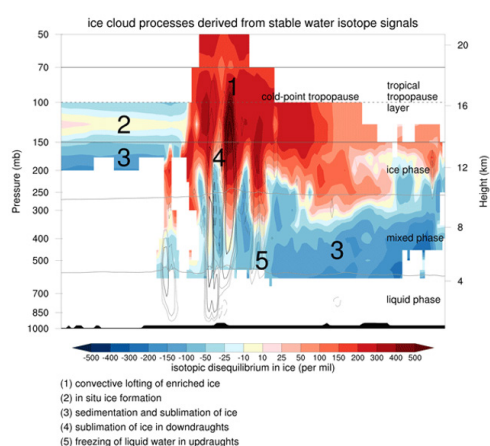 ice cloud processes derived from stable water isotope signals
50
70
100
150
200
250
300
400
500
700
850
1000
Pressure (mb)
20
16
12
8
4
Height (km)
1
cold-point tropopause
tropical
tropopause
layer
2
3
4
ice phase
mixed phase
5
3
liquid phase
-500 -400 -300 -200 -150 -100 -50 -25 -10 10 25 50 100 150 200 300 400 500
isotopic disequilibrium in ice (per mil)
(1) convective lofting of enriched ice
(2) in situ ice formation
(3) sedimentation and sublimation of ice
(4) sublimation of ice in downdraughts
(5) freezing of liquid water in updraughts